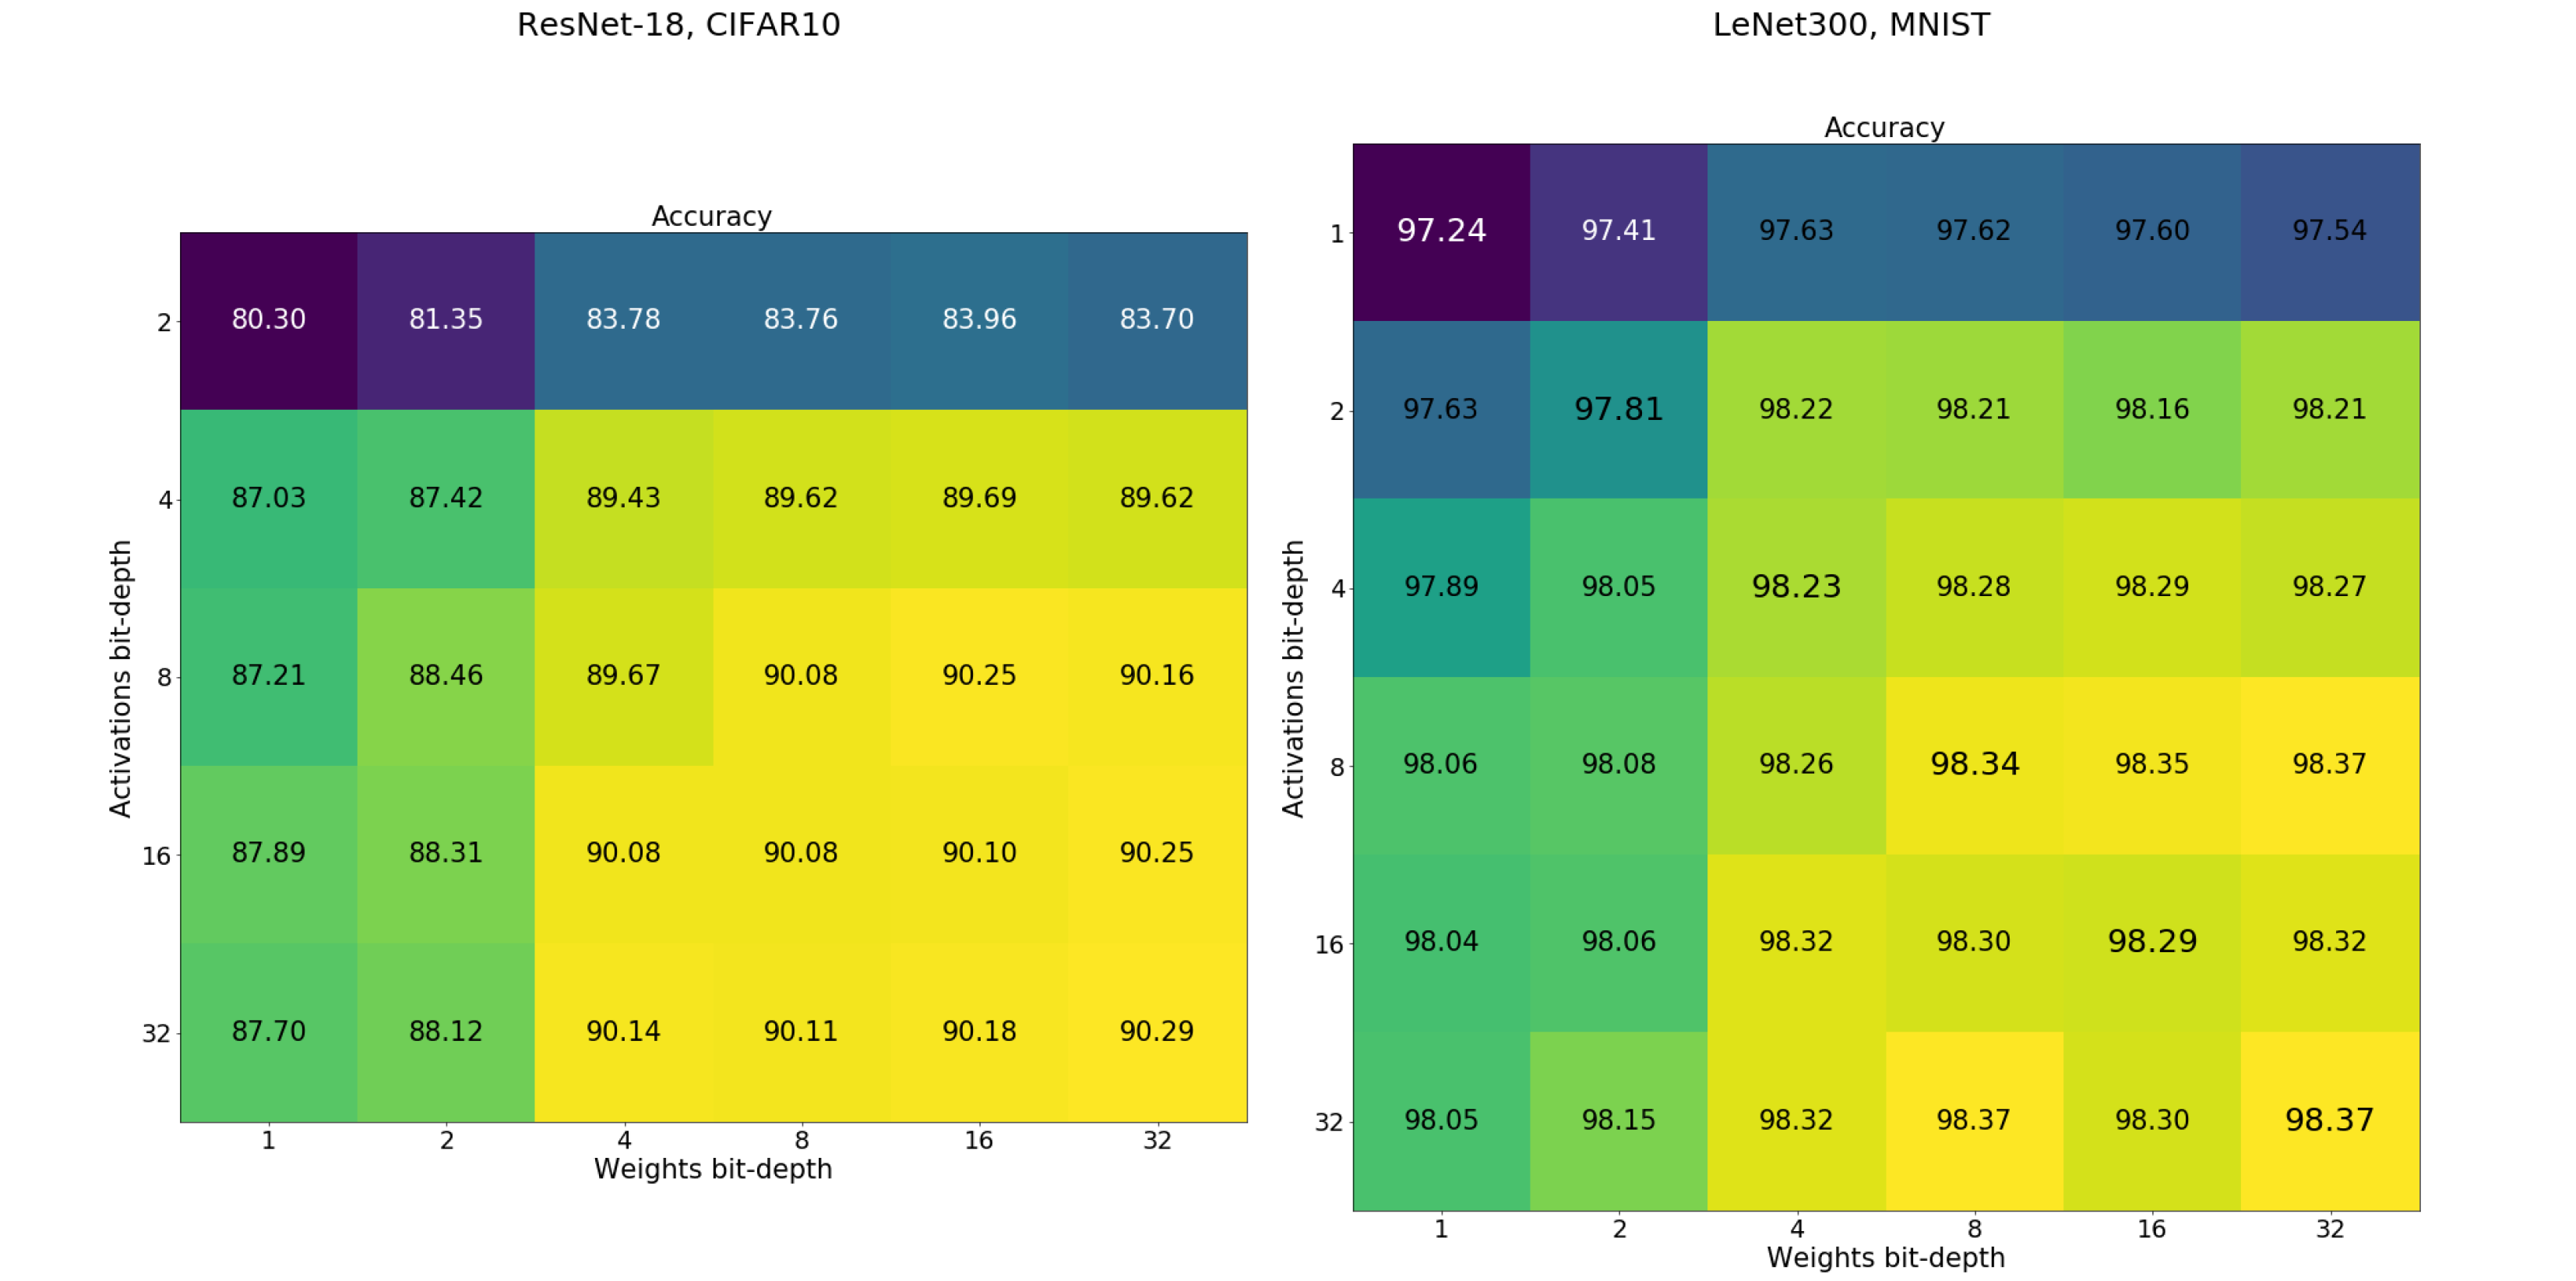 ResNet-18, CIFAR10
Accuracy
Activations bit-depth
2 80.30 81.35 83.78 83.76 83.96 83.70
4 87.03 87.42 89.43 89.62 89.69 89.62
8 87.21 88.46 89.67 90.08 90.25 90.16
16 87.89 88.31 90.08 90.08 90.10 90.25
32 87.70 88.12 90.14 90.11 90.18 90.29
1 2 4 8 16 32
Weights bit-depth
LeNet300, MNIST
Accuracy
Activations bit-depth
1 97.24 97.41 97.63 97.62 97.60 97.54
2 97.63 97.81 98.22 98.21 98.16 98.21
4 97.89 98.05 98.23 98.28 98.29 98.27
8 98.06 98.08 98.26 98.34 98.35 98.37
16 98.04 98.06 98.32 98.30 98.29 98.32
32 98.05 98.15 98.32 98.37 98.30 98.37
1 2 4 8 16 32
Weights bit-depth